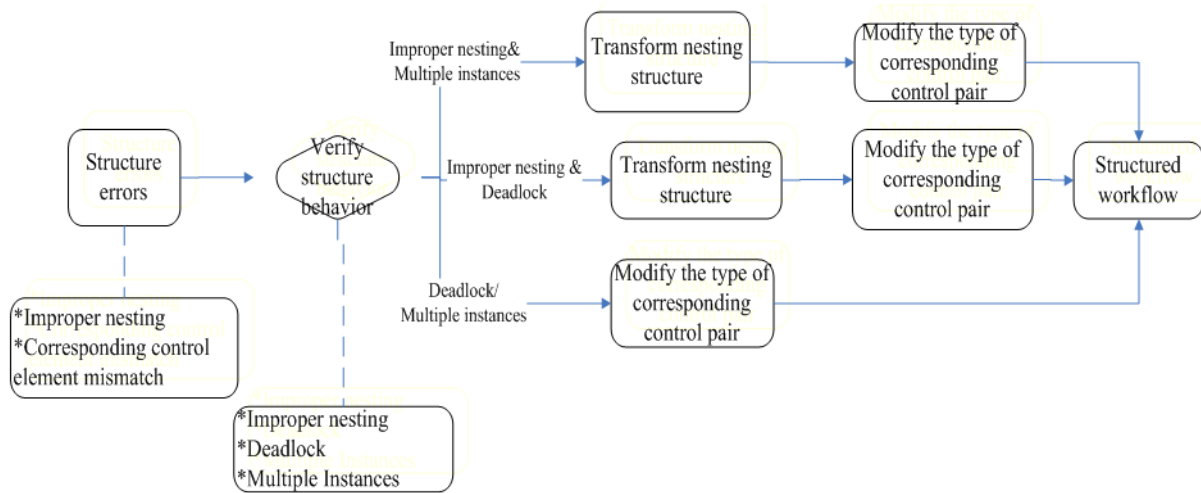 Structure
errors
*Improper nesting
*Corresponding control
element mismatch
Verify
structure
behavior
*Improper nesting
*Deadlock
*Multiple Instances
Improper nesting&
Multiple instances
Transform nesting
structure
Modify the type of
corresponding
control pair
Improper nesting &
Deadlock
Transform nesting
structure
Modify the type of
corresponding
control pair
Deadlock/
Multiple instances
Modify the type of
corresponding
control pair
Structured
workflow